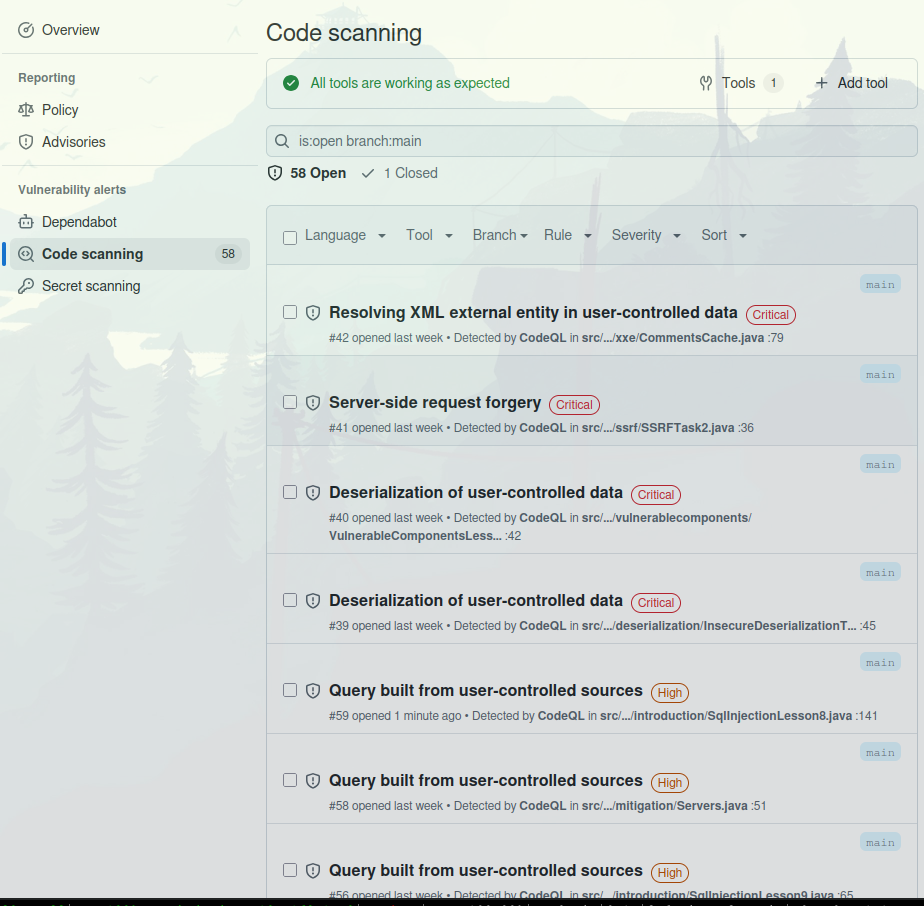 Overview
Reporting
Policy
Advisories
Vulnerability alerts
Dependabot
Code scanning 58
Secret scanning
Code scanning
All tools are working as expected
Tools 1
Add tool
is:open branch:main
58 Open 1 Closed
Language Tool Branch Rule Severity Sort
main
Resolving XML external entity in user-controlled data Critical
#42 opened last week • Detected by CodeQL in src/.../xxe/CommentsCache.java :79
main
Server-side request forgery Critical
#41 opened last week • Detected by CodeQL in src/.../ssrf/SSRFTask2.java :36
main
Deserialization of user-controlled data Critical
#40 opened last week • Detected by CodeQL in src/.../vulnerablecomponents/
VulnerableComponentsLess... :42
main
Deserialization of user-controlled data Critical
#39 opened last week • Detected by CodeQL in src/.../deserialization/InsecureDeserializationT... :45
main
Query built from user-controlled sources High
#59 opened 1 minute ago • Detected by CodeQL in src/.../introduction/SqlInjectionLesson8.java :141
main
Query built from user-controlled sources High
#58 opened last week • Detected by CodeQL in src/.../mitigation/Servers.java :51
main
Query built from user-controlled sources High
#56 opened last week • Detected by CodeQL in src/.../introduction/SqlInjectionLesson9.java :65